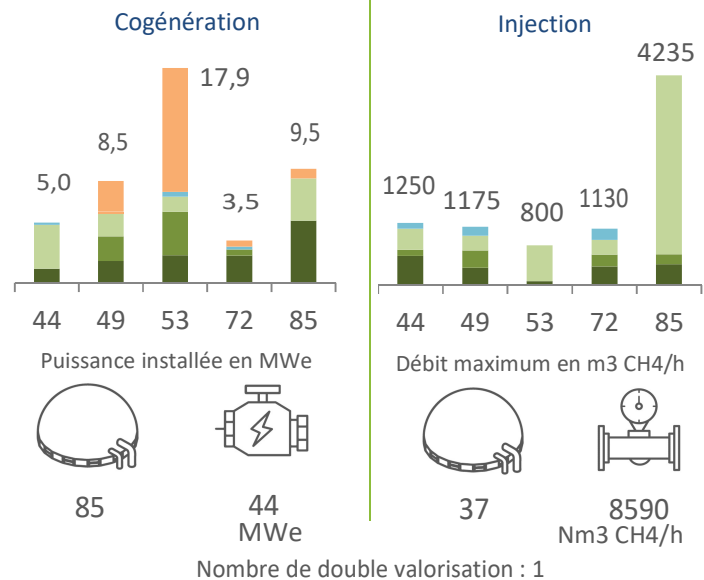 Cogénération
17,9
8,5
9,5
5,0
3,5
44 49 53 72 85
Puissance installée en MWe
85
44
MWe
Injection
4235
1250
1175
1130
800
44 49 53 72 85
Débit maximum en m3 CH4/h
37
8590
Nm3 CH4/h
Nombre de double valorisation : 1